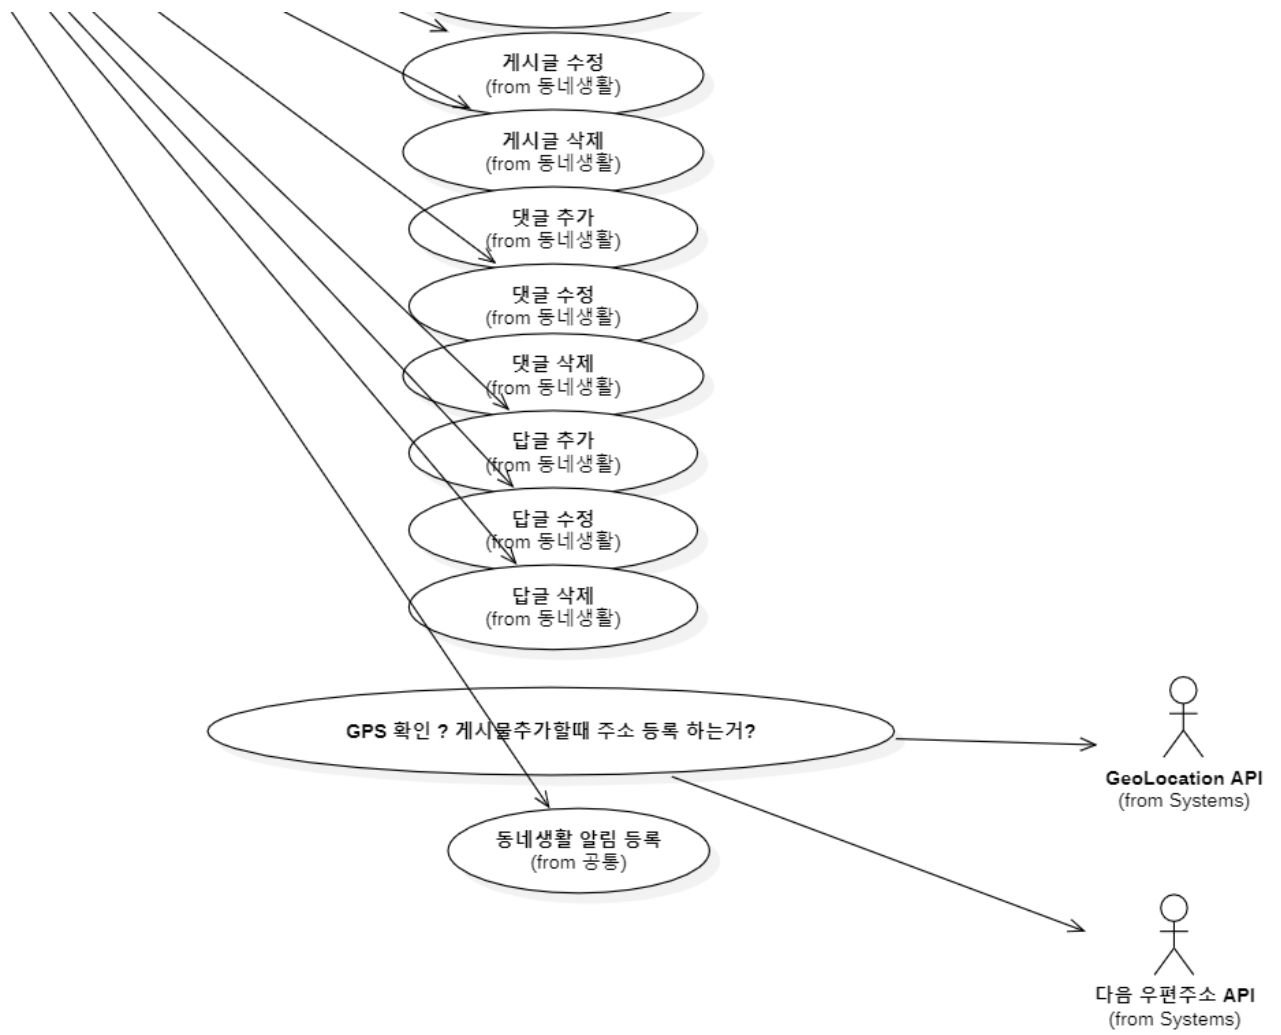 게시글 수정
(from 동네생활)
게시글 삭제
(from 동네생활)
댓글 추가
(from 동네생활)
댓글 수정
(from 동네생활)
댓글 삭제
(from 동네생활)
답글 추가
(from 동네생활)
답글 수정
(from 동네생활)
답글 삭제
(from 동네생활)
GPS 확인 ? 게시물추가할때 주소 등록 하는거?
GeoLocation API
(from Systems)
동네생활 알림 등록
(from 공통)
다음 우편주소 API
(from Systems)